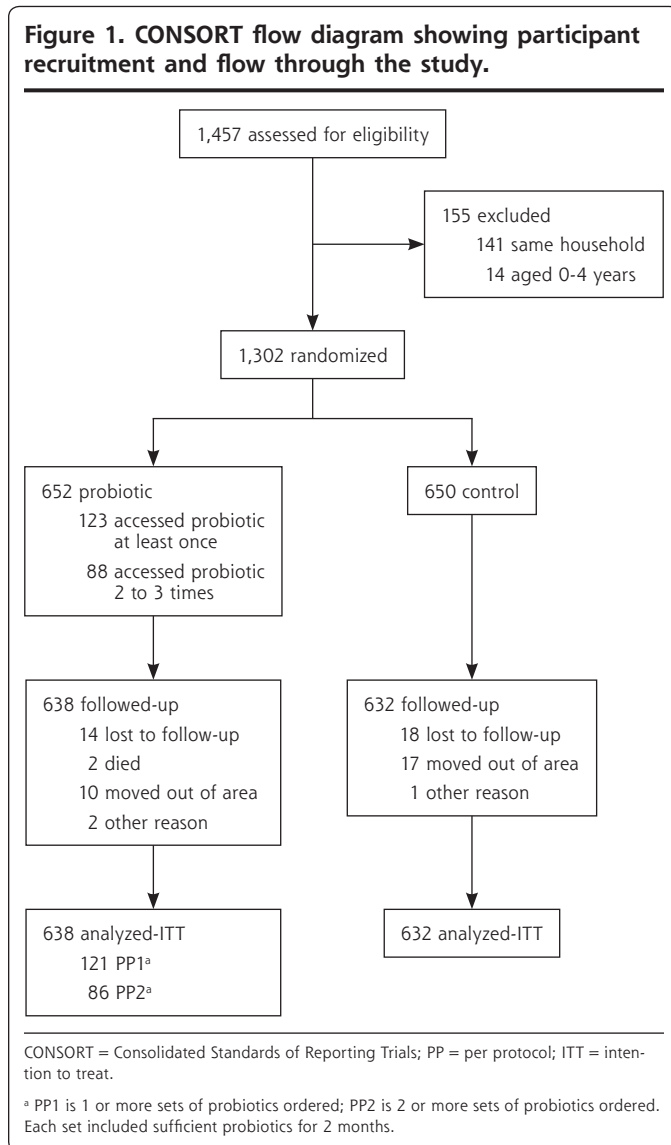 Figure 1. CONSORT flow diagram showing participant
recruitment and flow through the study.
1,457 assessed for eligibility
155 excluded
141 same household
14 aged 0-4 years
1,302 randomized
652 probiotic
123 accessed probiotic
at least once
88 accessed probiotic
2 to 3 times
650 control
638 followed-up
14 lost to follow-up
2 died
10 moved out of area
2 other reason
632 followed-up
18 lost to follow-up
17 moved out of area
1 other reason
638 analyzed-ITT
121 PP1ᵃ
86 PP2ᵃ
632 analyzed-ITT
CONSORT = Consolidated Standards of Reporting Trials; PP = per protocol; ITT = inten-
tion to treat.
ᵃ PP1 is 1 or more sets of probiotics ordered; PP2 is 2 or more sets of probiotics ordered.
Each set included sufficient probiotics for 2 months.